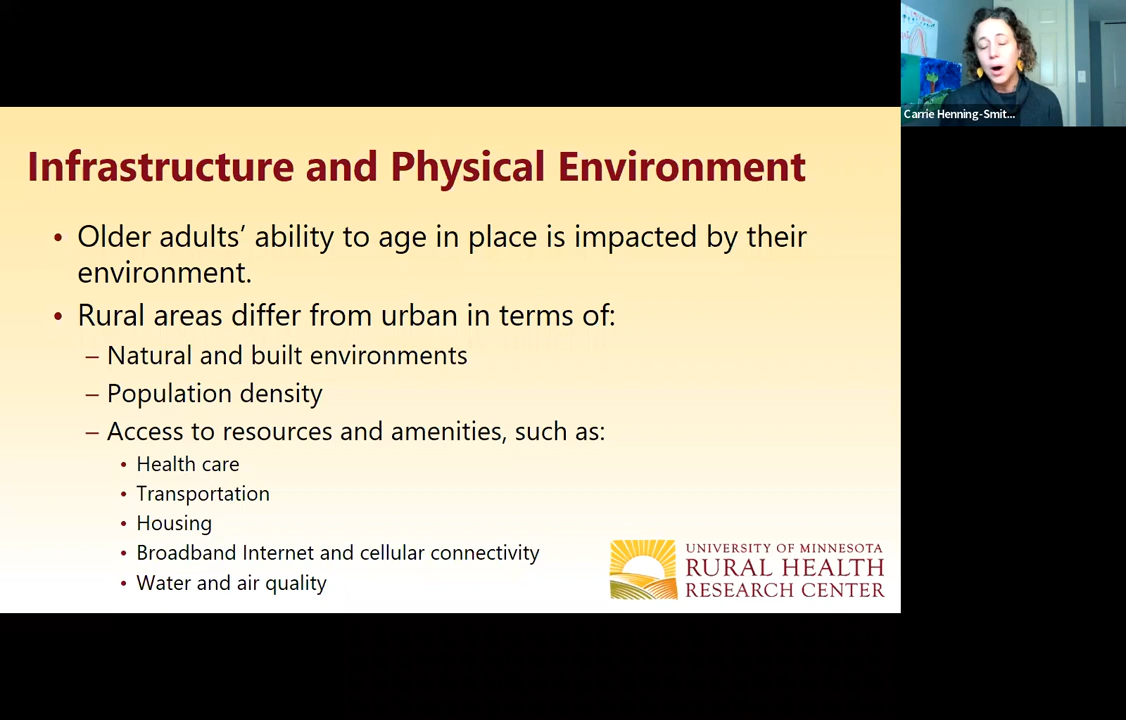 Carrie Henning-Smit...
Infrastructure and Physical Environment
• Older adults’ ability to age in place is impacted by their
environment.
• Rural areas differ from urban in terms of:
– Natural and built environments
– Population density
– Access to resources and amenities, such as:
• Health care
• Transportation
• Housing
• Broadband Internet and cellular connectivity
• Water and air quality
UNIVERSITY OF MINNESOTA
RURAL HEALTH
RESEARCH CENTER